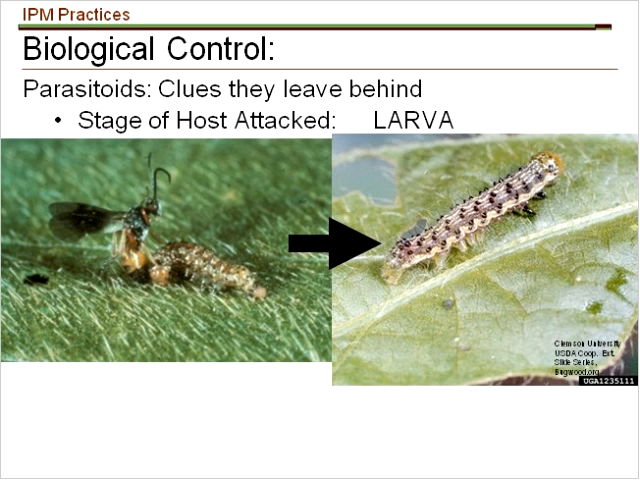 IPM Practices
Biological Control:
Parasitoids: Clues they leave behind
• Stage of Host Attacked: LARVA
Clemson University
USDA Coop. Ext.
Slide Series,
Bugwood.org
UGA1235111